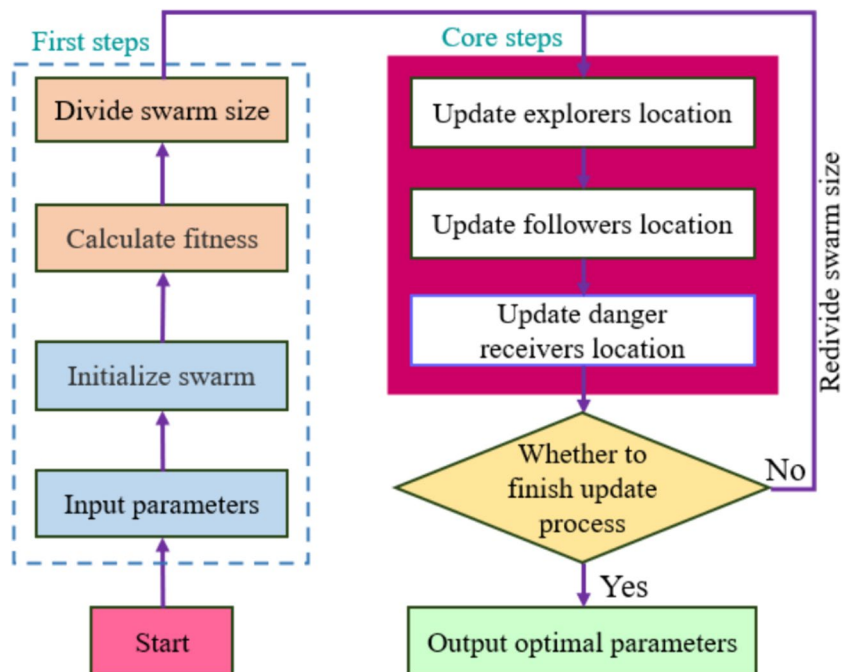 First steps
Divide swarm size
Calculate fitness
Initialize swarm
Input parameters
Start
Core steps
Update explorers location
Update followers location
Update danger
receivers location
Whether to
finish update
process
No
Redivide swarm size
Yes
Output optimal parameters